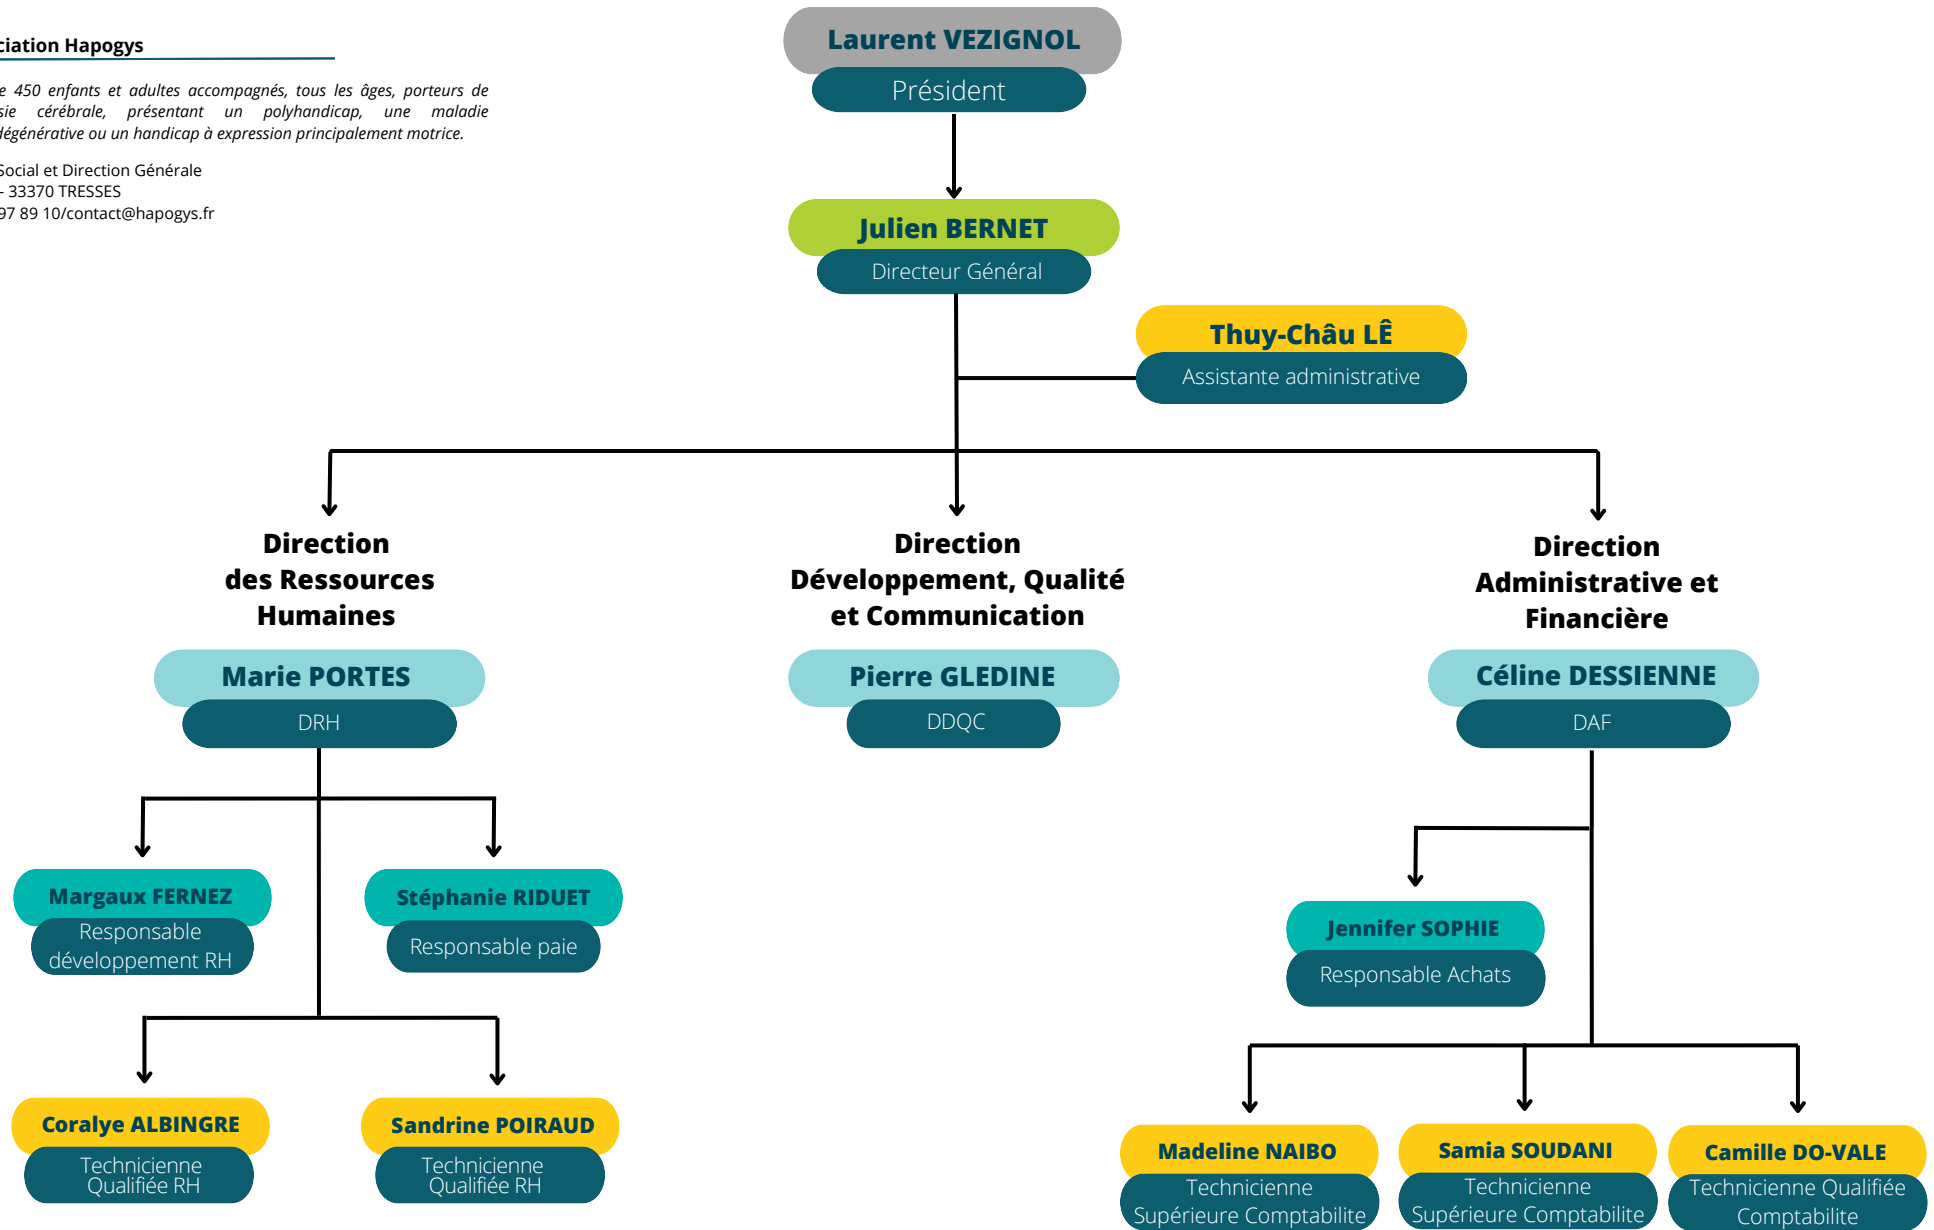 ciation Hapogys
e 450 enfants et adultes accompagnés, tous les âges, porteurs de
sie cérébrale, présentant un polyhandicap, une maladie
dégénérative ou un handicap à expression principalement motrice.
Social et Direction Générale
- 33370 TRESSES
97 89 10/contact@hapogys.fr
Laurent VEZIGNOL
Président
Julien BERNET
Directeur Général
Thuy-Châu LÊ
Assistante administrative
Direction
des Ressources
Humaines
Marie PORTES
DRH
Direction
Développement, Qualité
et Communication
Pierre GLEDINE
DDQC
Direction
Administrative et
Financière
Céline DESSIENNE
DAF
Margaux FERNEZ
Responsable
développement RH
Stéphanie RIDUET
Responsable paie
Jennifer SOPHIE
Responsable Achats
Coralye ALBINGRE
Technicienne
Qualifiée RH
Sandrine POIRAUD
Technicienne
Qualifiée RH
Madeline NAIBO
Technicienne
Supérieure Comptabilite
Samia SOUDANI
Technicienne
Supérieure Comptabilite
Camille DO-VALE
Technicienne Qualifiée
Comptabilite